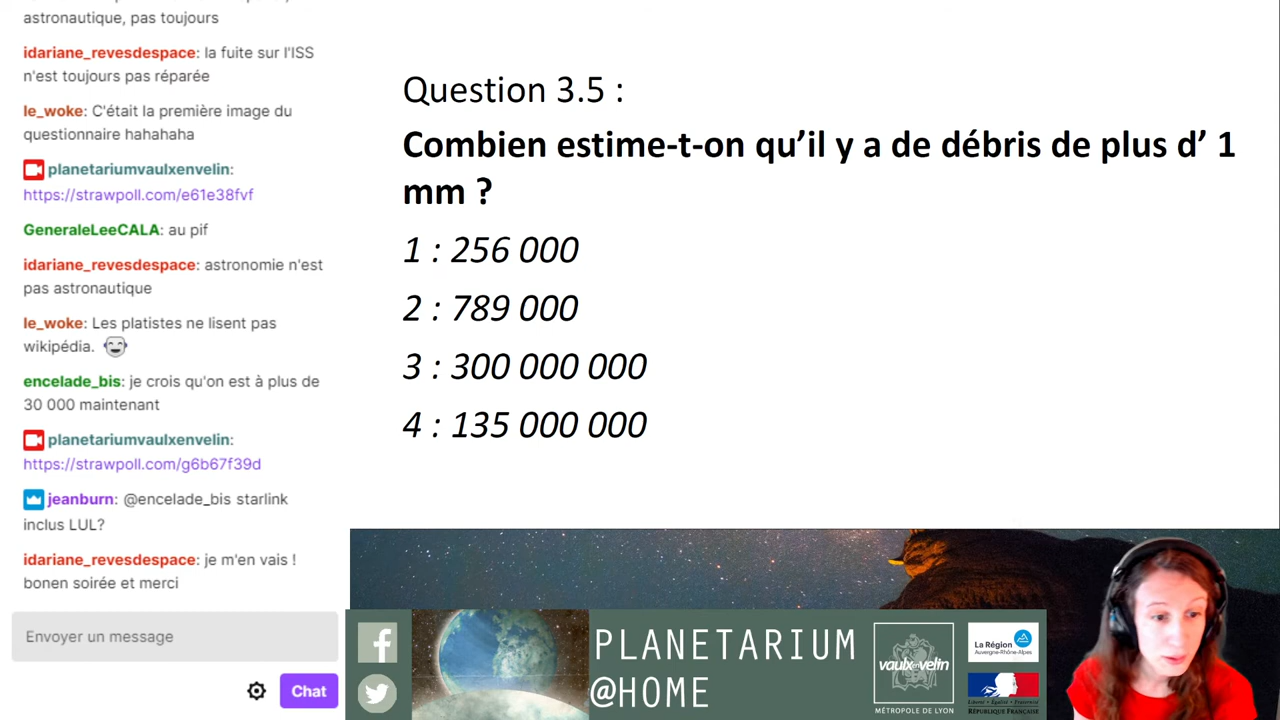 astronautique, pas toujours
idariane_revesdespace: la fuite sur l'ISS
n'est toujours pas réparée
le_woke: C'était la première image du
questionnaire hahahaha
planetariumvaulxenvelin:
https://strawpoll.com/e61e38fvf
GeneraleLeeCALA: au pif
idariane_revesdespace: astronomie n'est
pas astronautique
le_woke: Les platistes ne lisent pas
wikipédia.
encelade_bis: je crois qu'on est à plus de
30 000 maintenant
planetariumvaulxenvelin:
https://strawpoll.com/g6b67f39d
jeanburn: @encelade_bis starlink
inclus LUL?
idariane_revesdespace: je m'en vais !
bonen soirée et merci
Envoyer un message
Chat
Question 3.5 :
Combien estime-t-on qu’il y a de débris de plus d’ 1
mm ?
1 : 256 000
2 : 789 000
3 : 300 000 000
4 : 135 000 000
PLANETARIUM
@HOME
vaulxenvelin
MÉTROPOLE DE LYON
La Région
Auvergne-Rhône-Alpes
Liberté • Égalité • Fraternité
RÉPUBLIQUE FRANÇAISE